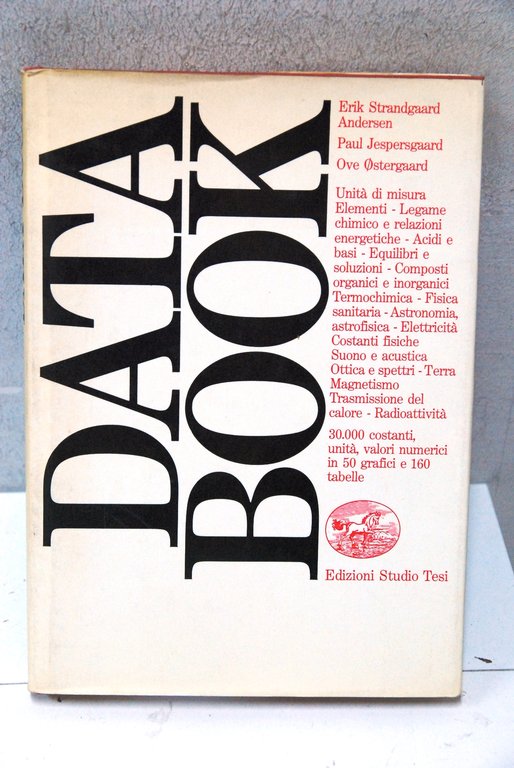 DATA
BOOK
Erik Strandgaard
Andersen
Paul Jespersgaard
Ove Østergaard
Unità di misura
Elementi - Legame
chimico e relazioni
energetiche - Acidi e
basi - Equilibri e
soluzioni - Composti
organici e inorganici
Termochimica - Fisica
sanitaria - Astronomia,
astrofisica - Elettricità
Costanti fisiche
Suono e acustica
Ottica e spettri - Terra
Magnetismo
Trasmissione del
calore - Radioattività
30.000 costanti,
unità, valori numerici
in 50 grafici e 160
tabelle
Edizioni Studio Tesi